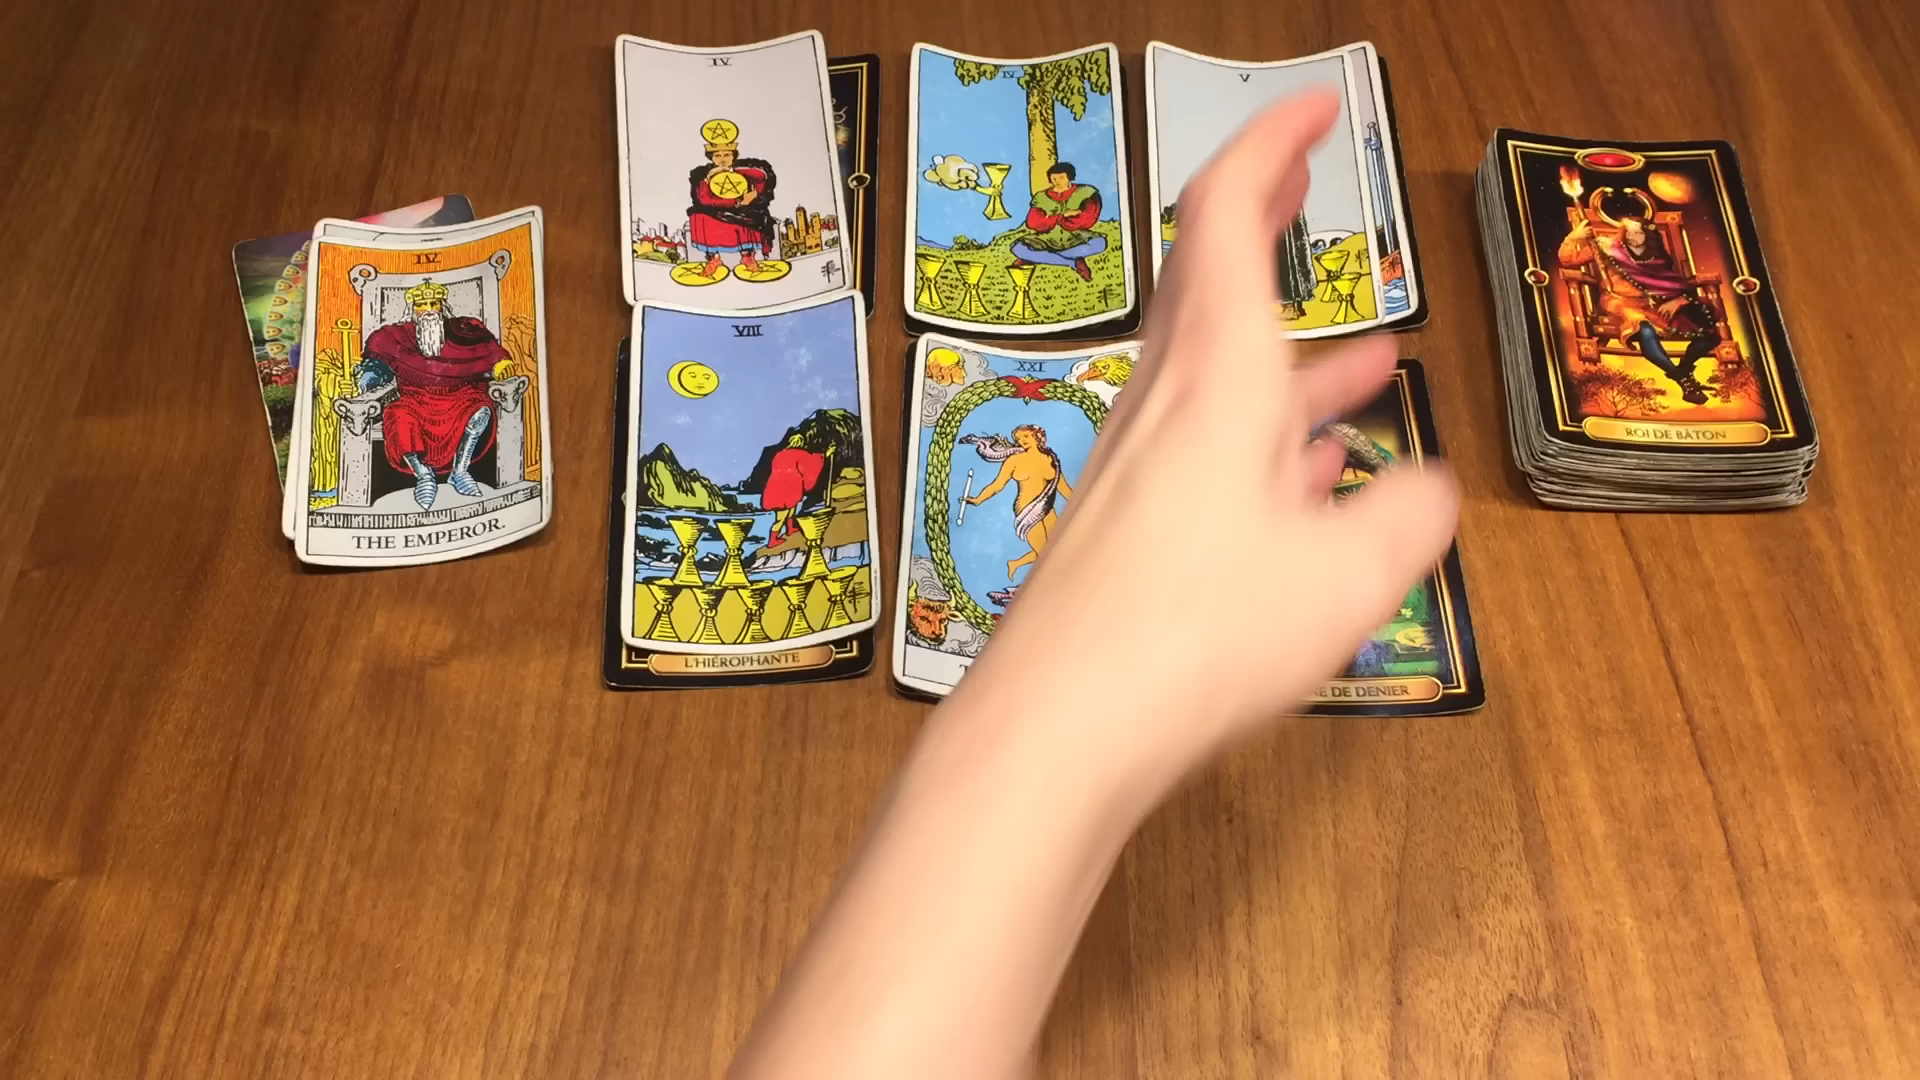 IV
IV
V
IV
THE EMPEROR.
VIII
L'HIÉROPHANTE
XXI
DE DENIER
ROI DE BÂTON